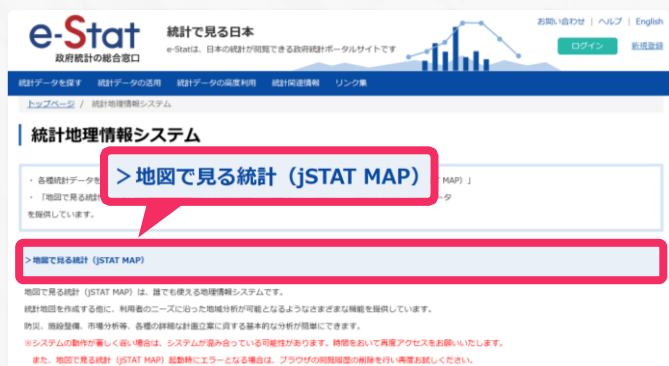 e-Stat
政府統計の総合窓口
統計で見る日本
e-Statは、日本の統計が閲覧できる政府統計ポータルサイトです
お問い合わせ | ヘルプ | English
ログイン
新規登録
統計データを探す 統計データの活用 統計データの高度利用 統計関連情報 リンク集
トップページ / 統計地理情報システム
統計地理情報システム
・ 各種統計データを
MAP)」
・ 「地図で見る統計
ータ
を提供しています。
＞地図で見る統計（jSTAT MAP）
＞地図で見る統計（jSTAT MAP）
地図で見る統計（jSTAT MAP）は、誰でも使える地理情報システムです。
統計地図を作成する他に、利用者のニーズに沿った地域分析が可能となるようなさまざまな機能を提供しています。
防災、施設整備、市場分析等、各種の詳細な計画立案に資する基本的な分析が簡単にできます。
※システムの動作が著しく遅い場合は、システムが混み合っている可能性があります。時間をおいて再度アクセスをお願いいたします。
また、地図で見る統計（jSTAT MAP）起動時にエラーとなる場合は、ブラウザの閲覧履歴の削除を行い再度お試しください。